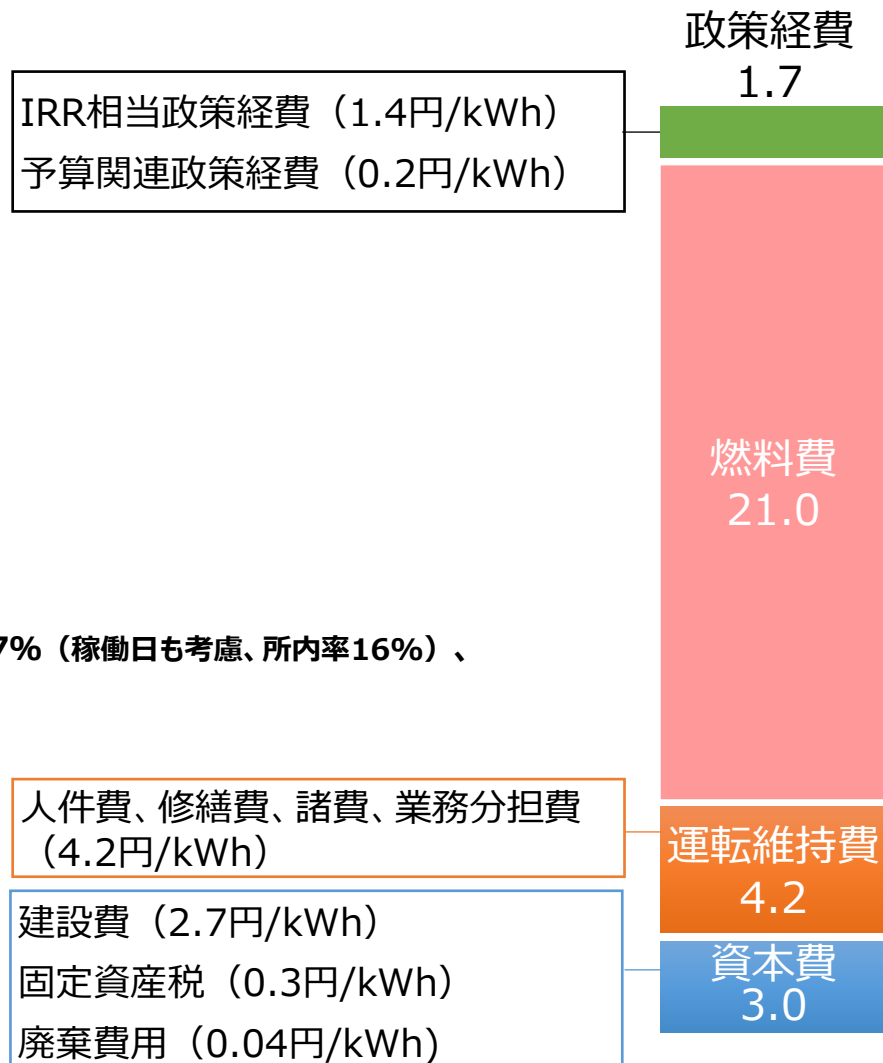 政策経費
1.7
IRR相当政策経費（1.4円/kWh）
予算関連政策経費（0.2円/kWh）
燃料費
21.0
7%（稼働日も考慮、所内率16%）、
人件費、修繕費、諸費、業務分担費
（4.2円/kWh）
運転維持費
4.2
建設費（2.7円/kWh）
固定資産税（0.3円/kWh）
廃棄費用（0.04円/kWh)
資本費
3.0